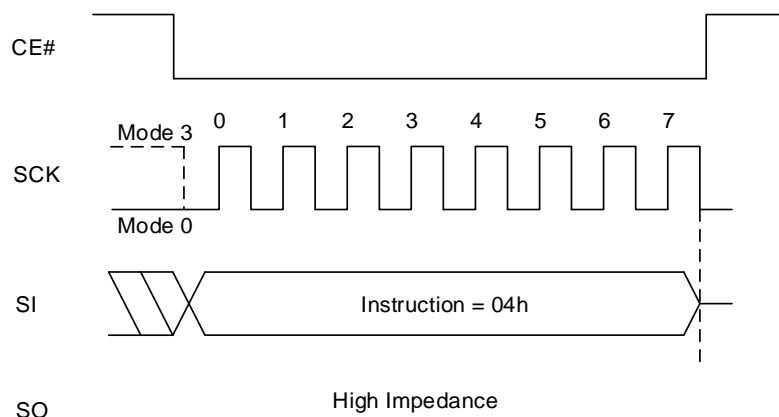 CE#
Mode 3
0 1 2 3 4 5 6 7
SCK
Mode 0
SI
Instruction = 04h
SO
High Impedance